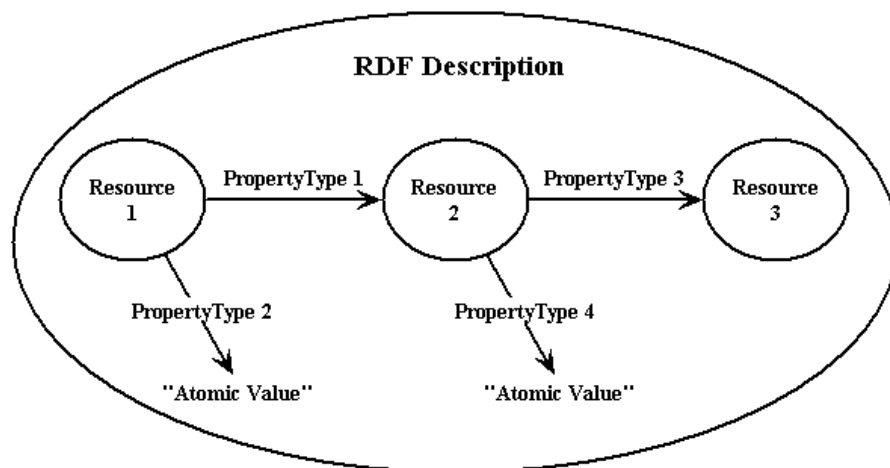 RDF Description
Resource
1
PropertyType 1
Resource
2
PropertyType 3
Resource
3
PropertyType 2
PropertyType 4
"Atomic Value"
"Atomic Value"